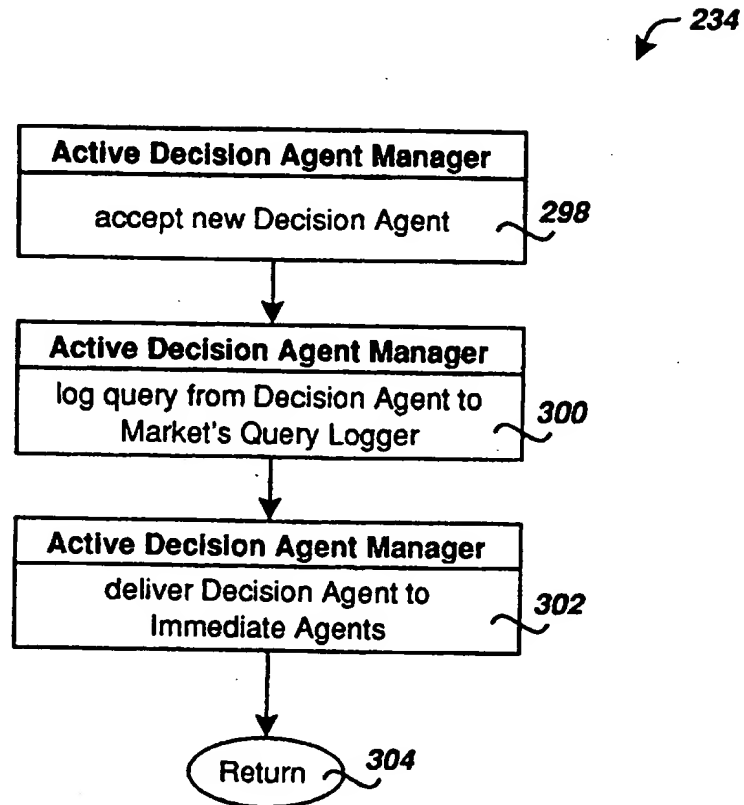 234
Active Decision Agent Manager
accept new Decision Agent
298
Active Decision Agent Manager
log query from Decision Agent to
Market's Query Logger
300
Active Decision Agent Manager
deliver Decision Agent to
Immediate Agents
302
Return
304